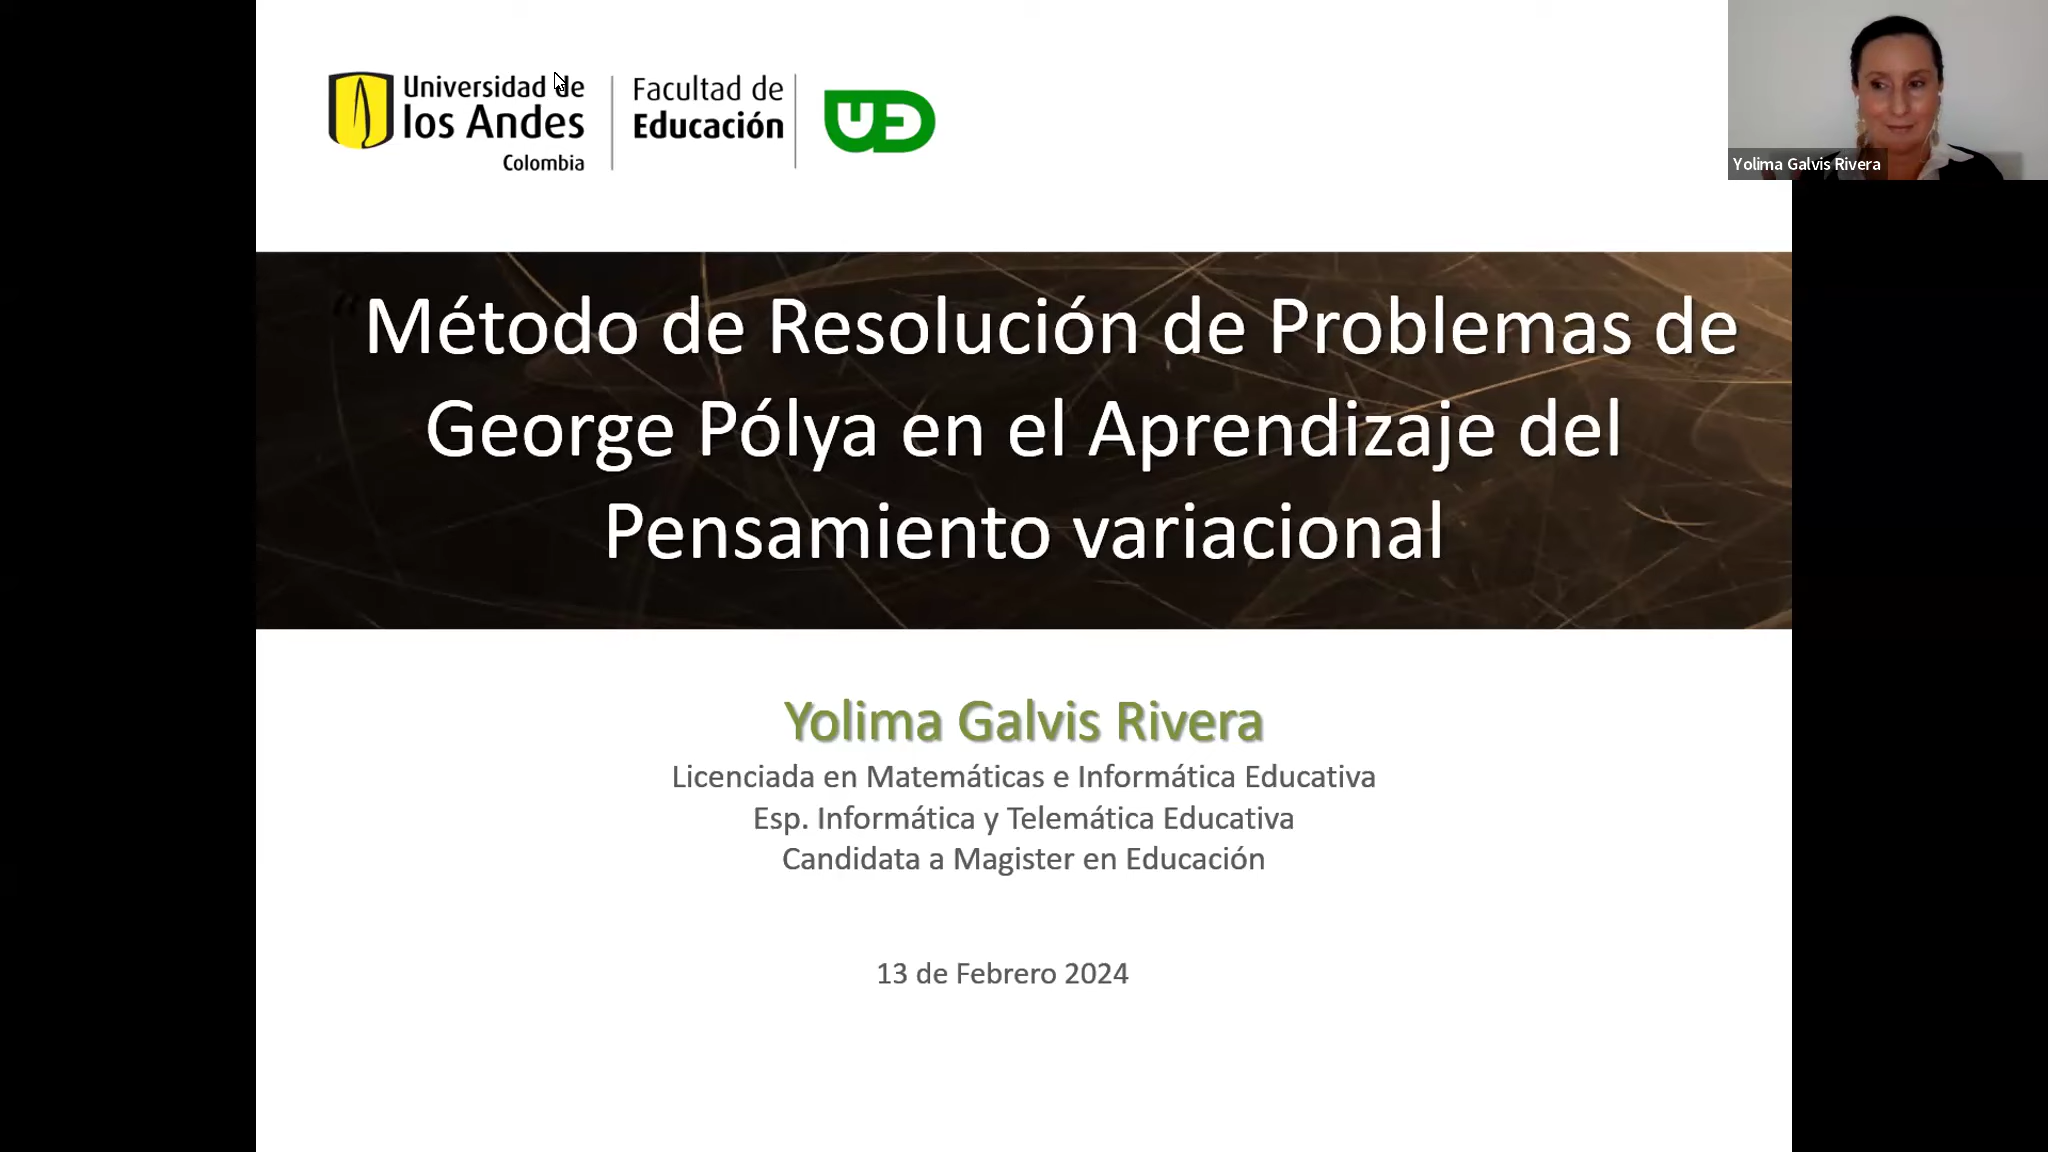 Universidad de
los Andes
Colombia
Facultad de
Educación
Yolima Galvis Rivera
“Método de Resolución de Problemas de
George Pólya en el Aprendizaje del
Pensamiento variacional
Yolima Galvis Rivera
Licenciada en Matemáticas e Informática Educativa
Esp. Informática y Telemática Educativa
Candidata a Magister en Educación
13 de Febrero 2024